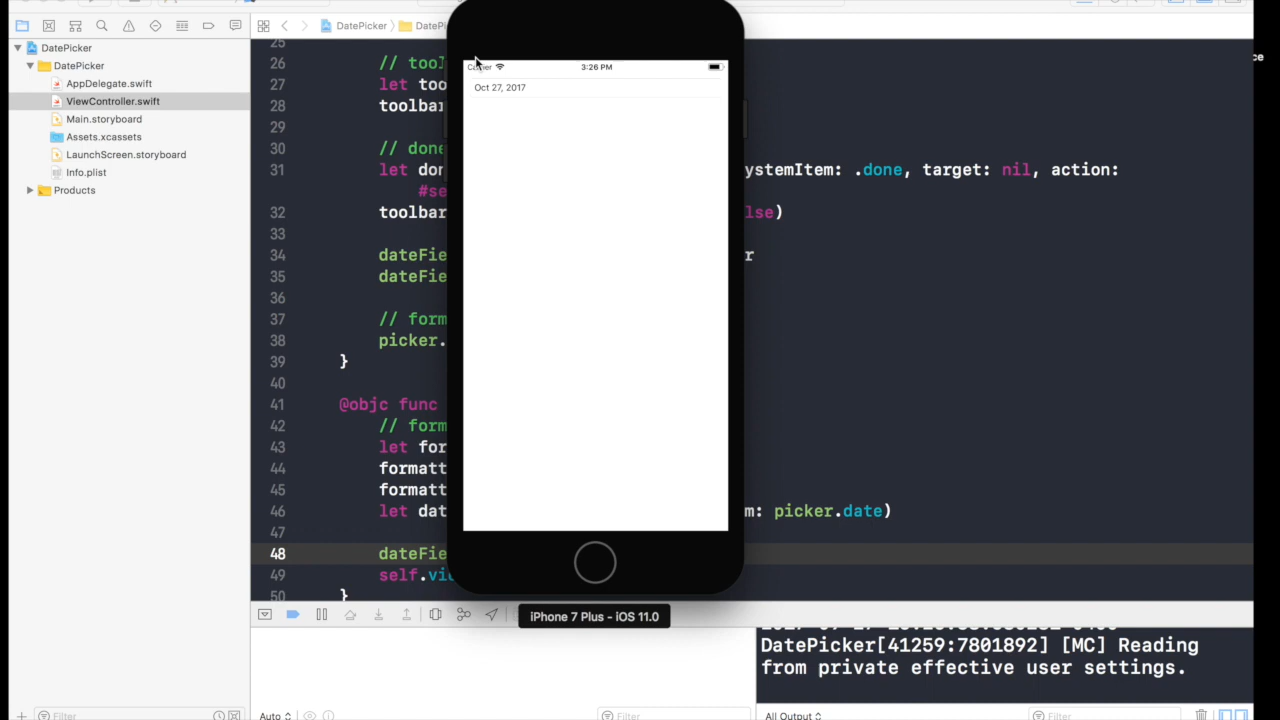 DatePicker
DatePi
DatePicker
DatePicker
AppDelegate.swift
ViewController.swift
Main.storyboard
Assets.xcassets
LaunchScreen.storyboard
Info.plist
Products
25
26 // tool
27 let too
28 toolbar
29
30 // done
31 let don ystemItem: .done, target: nil, action:
#se
32 toolbar lse)
33
34 dateFie r
35 dateFie
36
37 // form
38 picker.
39 }
40
41 @objc func
42 // form
43 let for
44 formatt
45 formatt
46 let dat m: picker.date)
47
48 dateFie
49 self.vi
50 }
Carrier 3:26 PM
Oct 27, 2017
iPhone 7 Plus - iOS 11.0
DatePicker[41259:7801892] [MC] Reading
from private effective user settings.
Filter
Auto
Filter
All Output
Filter